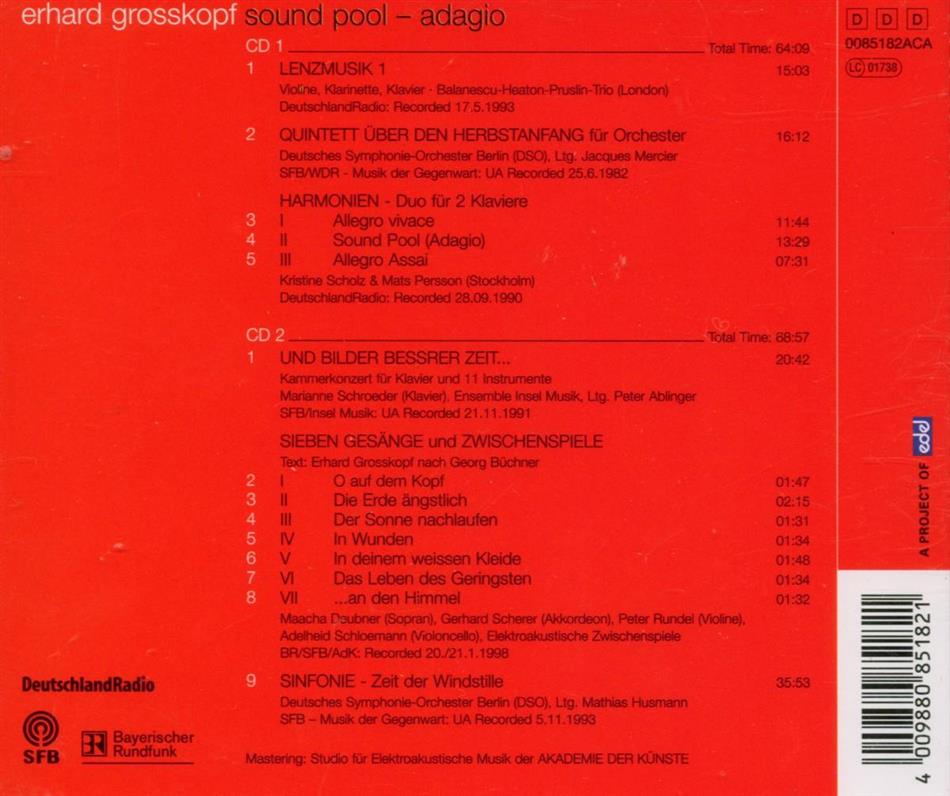 erhard grosskopf sound pool – adagio
CD 1 Total Time: 64:09
1 LENZMUSIK 1 15:03
Violine, Klarinette, Klavier · Balanescu-Heaton-Pruslin-Trio (London)
DeutschlandRadio: Recorded 17.5.1993
2 QUINTETT ÜBER DEN HERBSTANFANG für Orchester 16:12
Deutsches Symphonie-Orchester Berlin (DSO), Ltg. Jacques Mercier
SFB/WDR - Musik der Gegenwart: UA Recorded 25.6.1982
HARMONIEN - Duo für 2 Klaviere
3 I Allegro vivace 11:44
4 II Sound Pool (Adagio) 13:29
5 III Allegro Assai 07:31
Kristine Scholz & Mats Persson (Stockholm)
DeutschlandRadio: Recorded 28.09.1990
CD 2 Total Time: 68:57
1 UND BILDER BESSRER ZEIT... 20:42
Kammerkonzert für Klavier und 11 Instrumente
Marianne Schroeder (Klavier), Ensemble Insel Musik, Ltg. Peter Ablinger
SFB/Insel Musik: UA Recorded 21.11.1991
SIEBEN GESÄNGE und ZWISCHENSPIELE
Text: Erhard Grosskopf nach Georg Büchner
2 I O auf dem Kopf 01:47
3 II Die Erde ängstlich 02:15
4 III Der Sonne nachlaufen 01:31
5 IV In Wunden 01:34
6 V In deinem weissen Kleide 01:48
7 VI Das Leben des Geringsten 01:34
8 VII ...an den Himmel 01:32
Maacha Deubner (Sopran), Gerhard Scherer (Akkordeon), Peter Rundel (Violine),
Adelheid Schloemann (Violoncello), Elektroakustische Zwischenspiele
BR/SFB/AdK: Recorded 20./21.1.1998
9 SINFONIE - Zeit der Windstille 35:53
Deutsches Symphonie-Orchester Berlin (DSO), Ltg. Mathias Husmann
SFB – Musik der Gegenwart: UA Recorded 5.11.1993
Mastering: Studio für Elektroakustische Musik der AKADEMIE DER KÜNSTE
DeutschlandRadio
SFB
BR Bayerischer
Rundfunk
D D D
0085182ACA
LC 01738
A PROJECT OF edel
4 009880 851821